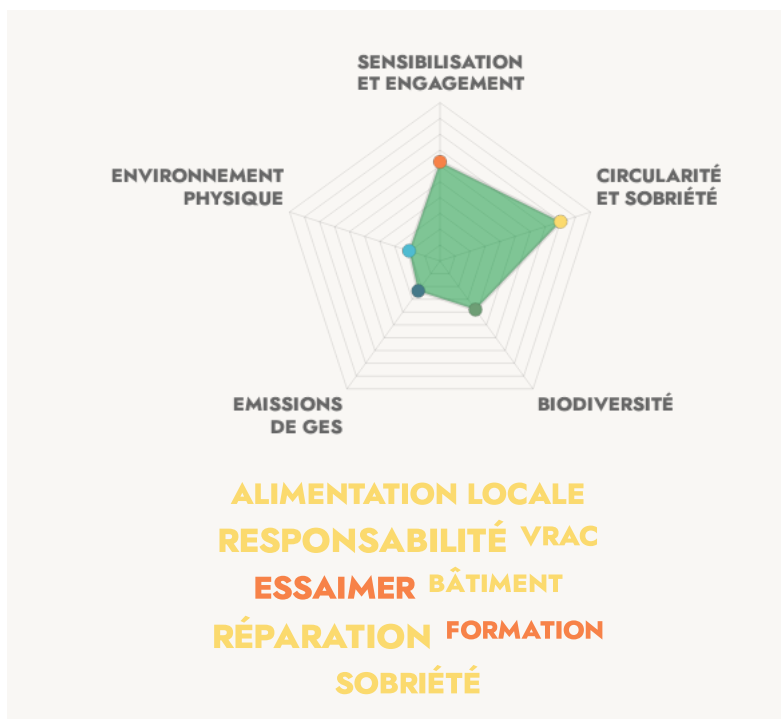 SENSIBILISATION
ET ENGAGEMENT
ENVIRONNEMENT
PHYSIQUE
CIRCULARITÉ
ET SOBRIÉTÉ
EMISSIONS
DE GES
BIODIVERSITÉ
ALIMENTATION LOCALE
RESPONSABILITÉ VRAC
ESSAIMER BÂTIMENT
RÉPARATION FORMATION
SOBRIÉTÉ